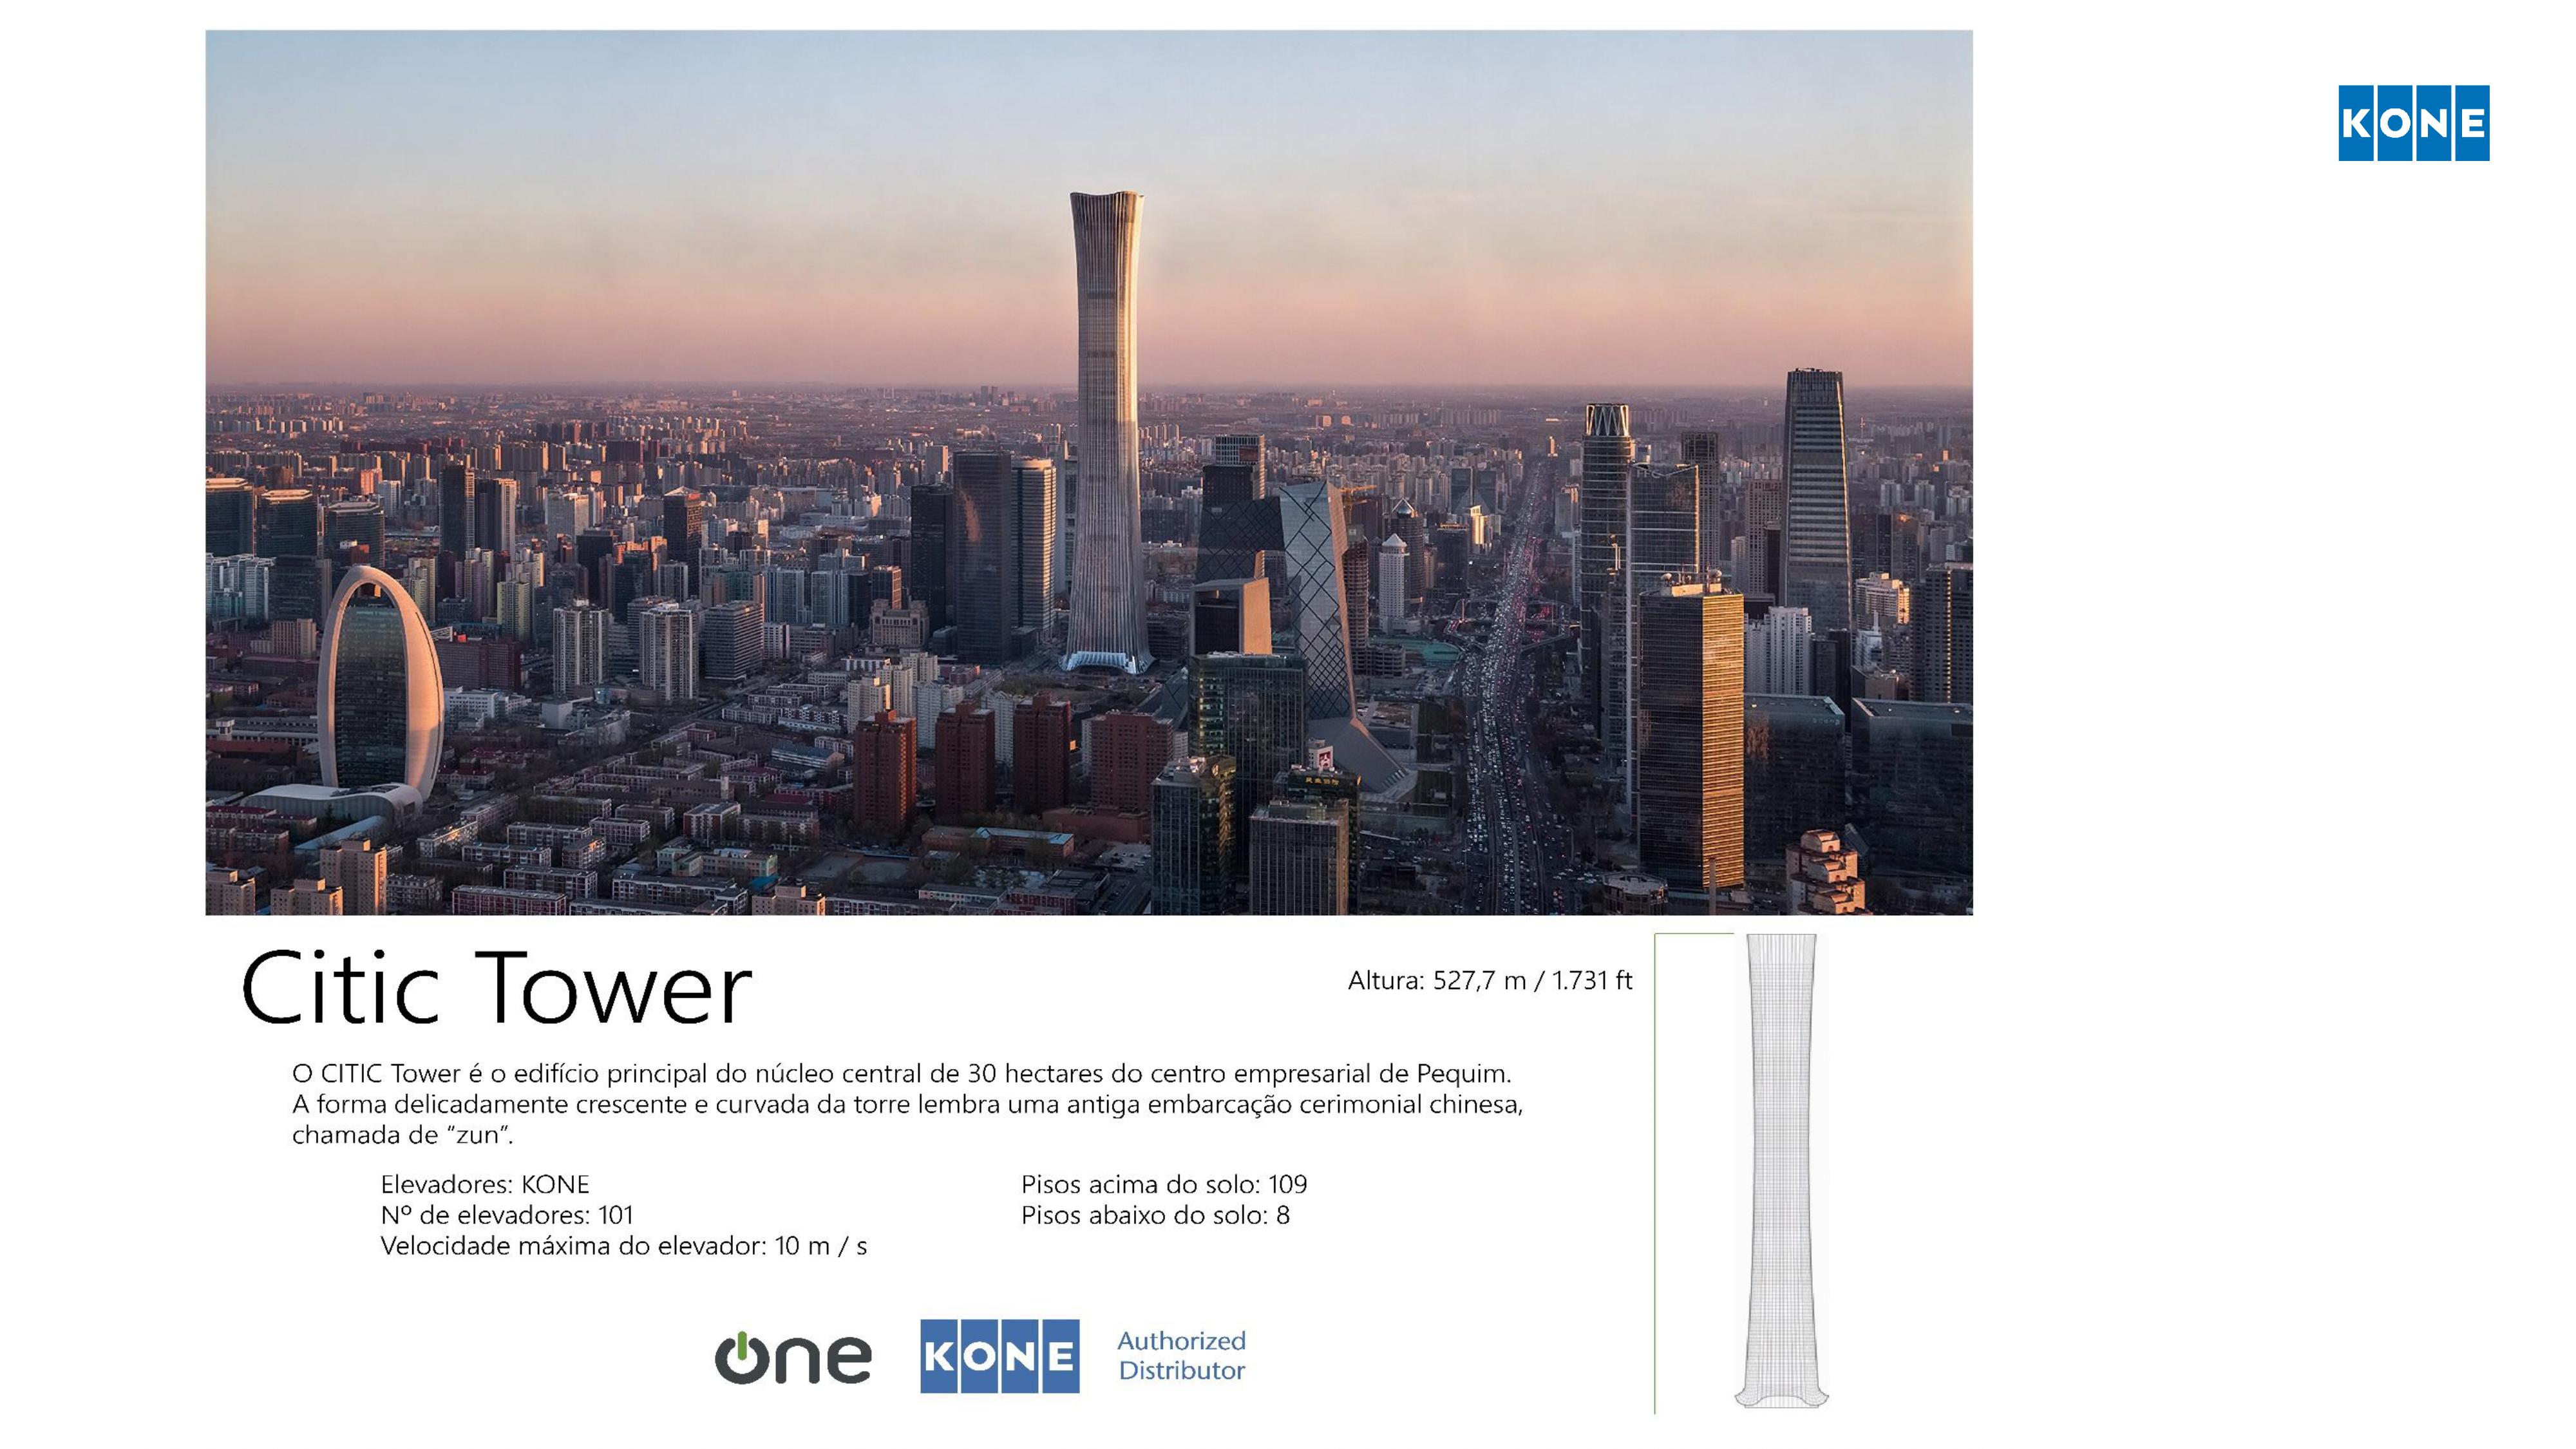 KONE
Citic Tower
Altura: 527,7 m / 1.731 ft
O CITIC Tower é o edifício principal do núcleo central de 30 hectares do centro empresarial de Pequim.
A forma delicadamente crescente e curvada da torre lembra uma antiga embarcação cerimonial chinesa,
chamada de “zun”.
Elevadores: KONE
Nº de elevadores: 101
Velocidade máxima do elevador: 10 m / s
Pisos acima do solo: 109
Pisos abaixo do solo: 8
one
KONE
Authorized
Distributor